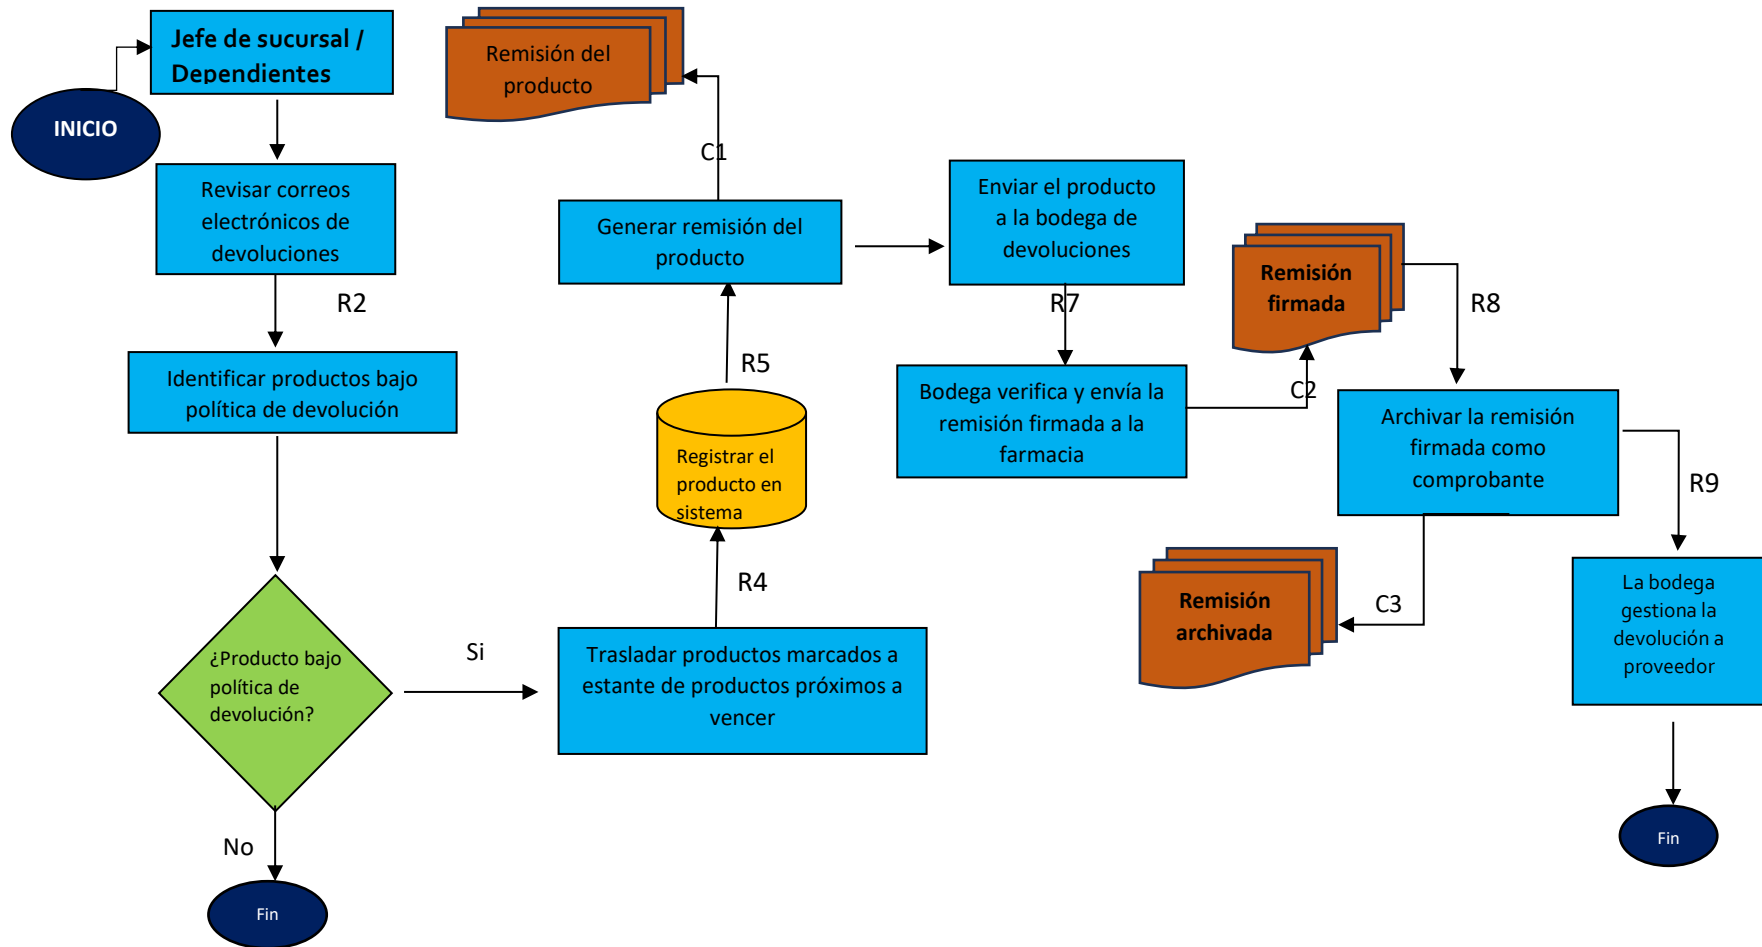 Jefe de sucursal /
Dependientes
INICIO
Revisar correos
electrónicos de
devoluciones
R2
Identificar productos bajo
política de devolución
¿Producto bajo
política de
devolución?
No
Fin
Si
Trasladar productos marcados a
estante de productos próximos a
vencer
R4
Registrar el
producto en
sistema
R5
Generar remisión del
producto
C1
Remisión del
producto
Enviar el producto
a la bodega de
devoluciones
R7
Bodega verifica y envía la
remisión firmada a la
farmacia
C2
Remisión
firmada
R8
Archivar la remisión
firmada como
comprobante
C3
Remisión
archivada
R9
La bodega
gestiona la
devolución a
proveedor
Fin